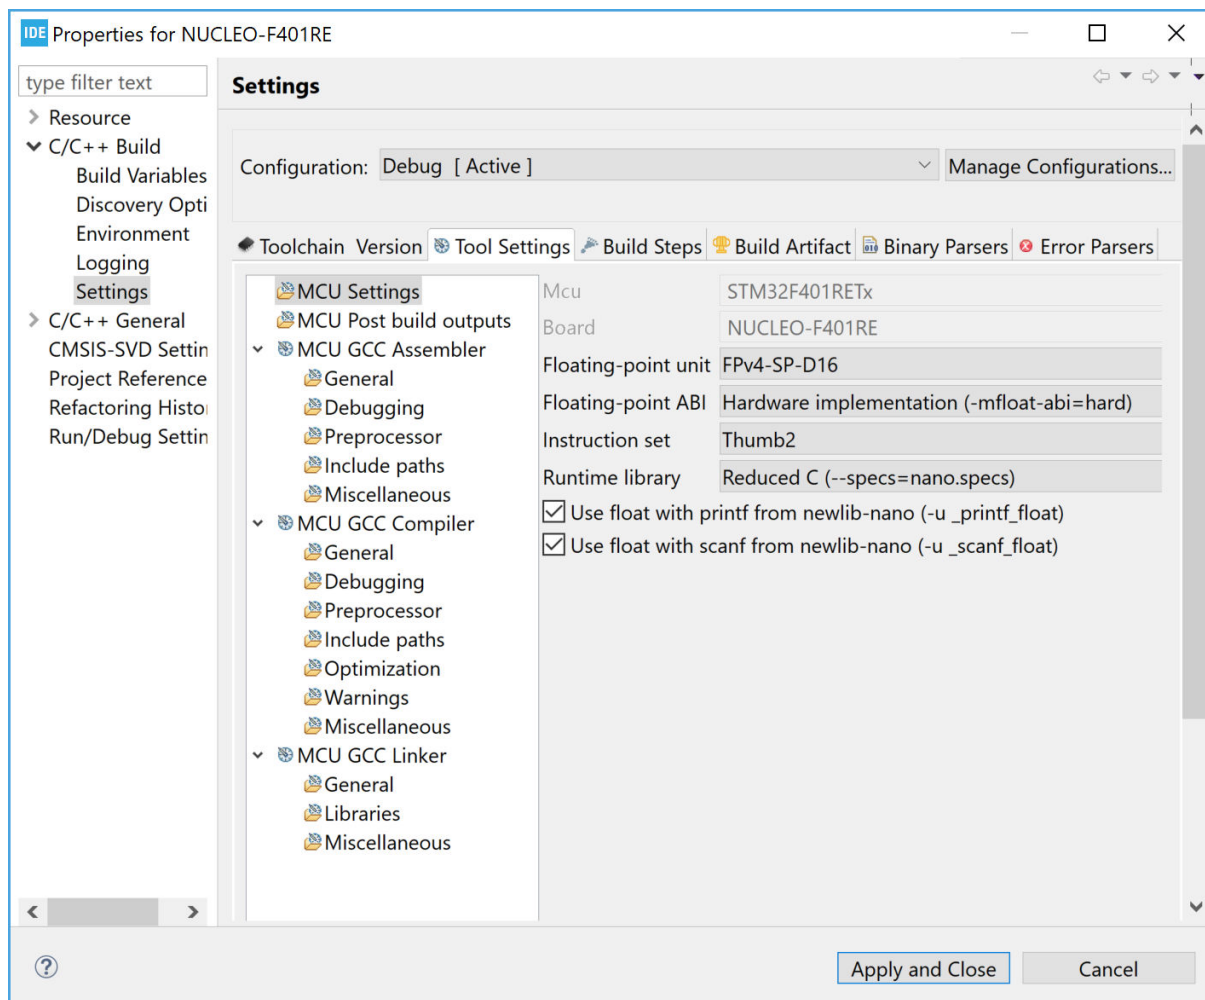 IDE Properties for NUCLEO-F401RE
type filter text
Resource
C/C++ Build
Build Variables
Discovery Opti
Environment
Logging
Settings
C/C++ General
CMSIS-SVD Settin
Project Reference
Refactoring Histo
Run/Debug Settin
Settings
Configuration: Debug [ Active ] Manage Configurations...
Toolchain Version Tool Settings Build Steps Build Artifact 010 Binary Parsers Error Parsers
MCU Settings
MCU Post build outputs
MCU GCC Assembler
General
Debugging
Preprocessor
Include paths
Miscellaneous
MCU GCC Compiler
General
Debugging
Preprocessor
Include paths
Optimization
Warnings
Miscellaneous
MCU GCC Linker
General
Libraries
Miscellaneous
Mcu STM32F401RETx
Board NUCLEO-F401RE
Floating-point unit FPv4-SP-D16
Floating-point ABI Hardware implementation (-mfloat-abi=hard)
Instruction set Thumb2
Runtime library Reduced C (--specs=nano.specs)
Use float with printf from newlib-nano (-u _printf_float)
Use float with scanf from newlib-nano (-u _scanf_float)
? Apply and Close Cancel